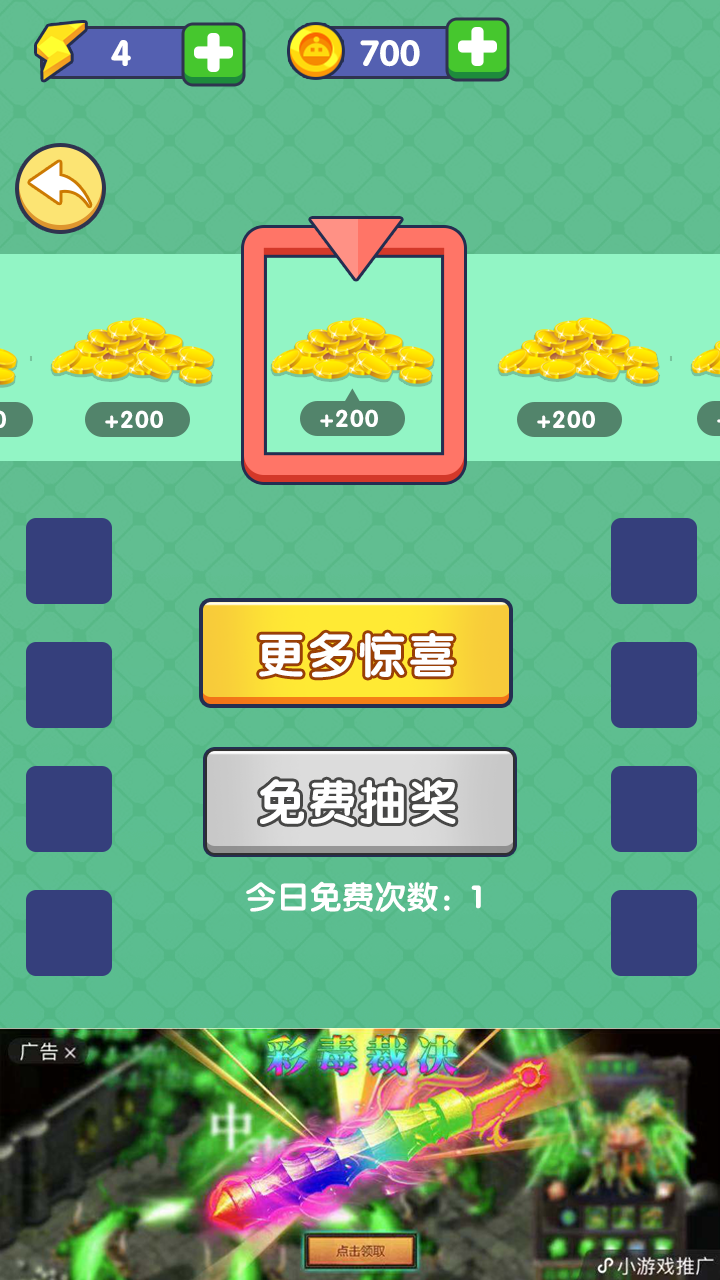 4
700
0
+200
+200
+200
更多惊喜
免费抽奖
今日免费次数：1
广告 ×
彩毒裁决
中
点击领取
小游戏推广